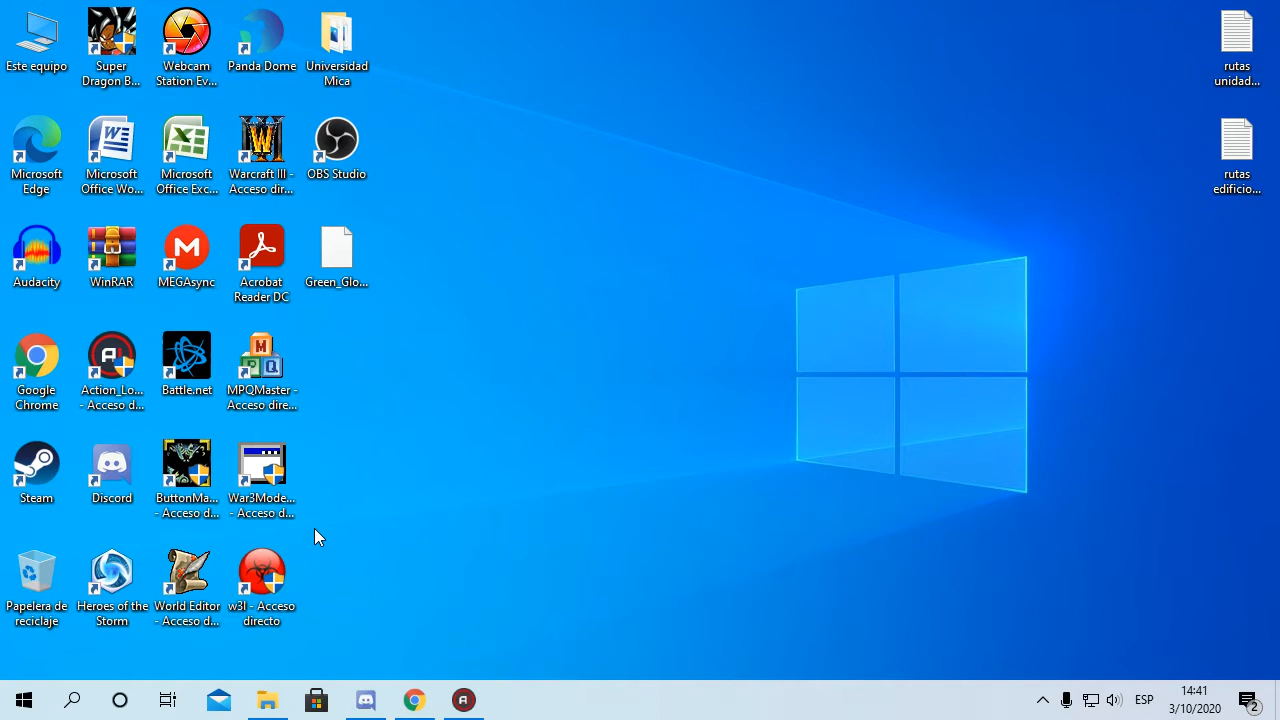 Este equipo
Super
Dragon B...
Webcam
Station Ev...
Panda Dome
Universidad
Mica
rutas
unidad...
Microsoft
Edge
Microsoft
Office Wo...
Microsoft
Office Exc...
Warcraft III -
Acceso dir...
OBS Studio
rutas
edificio...
Audacity
WinRAR
MEGAsync
Acrobat
Reader DC
Green_Glo...
Google
Chrome
Action_Lo...
- Acceso d...
Battle.net
MPQMaster -
Acceso dire...
Steam
Discord
ButtonMa...
- Acceso d...
War3Mode...
- Acceso d...
Papelera de
reciclaje
Heroes of the
Storm
World Editor
- Acceso d...
w3l - Acceso
directo
ESP
14:41
3/10/2020
2